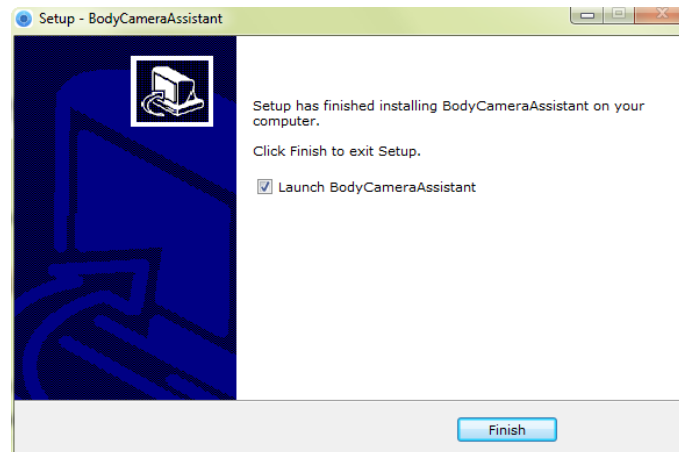 Setup - BodyCameraAssistant
Setup has finished installing BodyCameraAssistant on your
computer.
Click Finish to exit Setup.
Launch BodyCameraAssistant
Finish